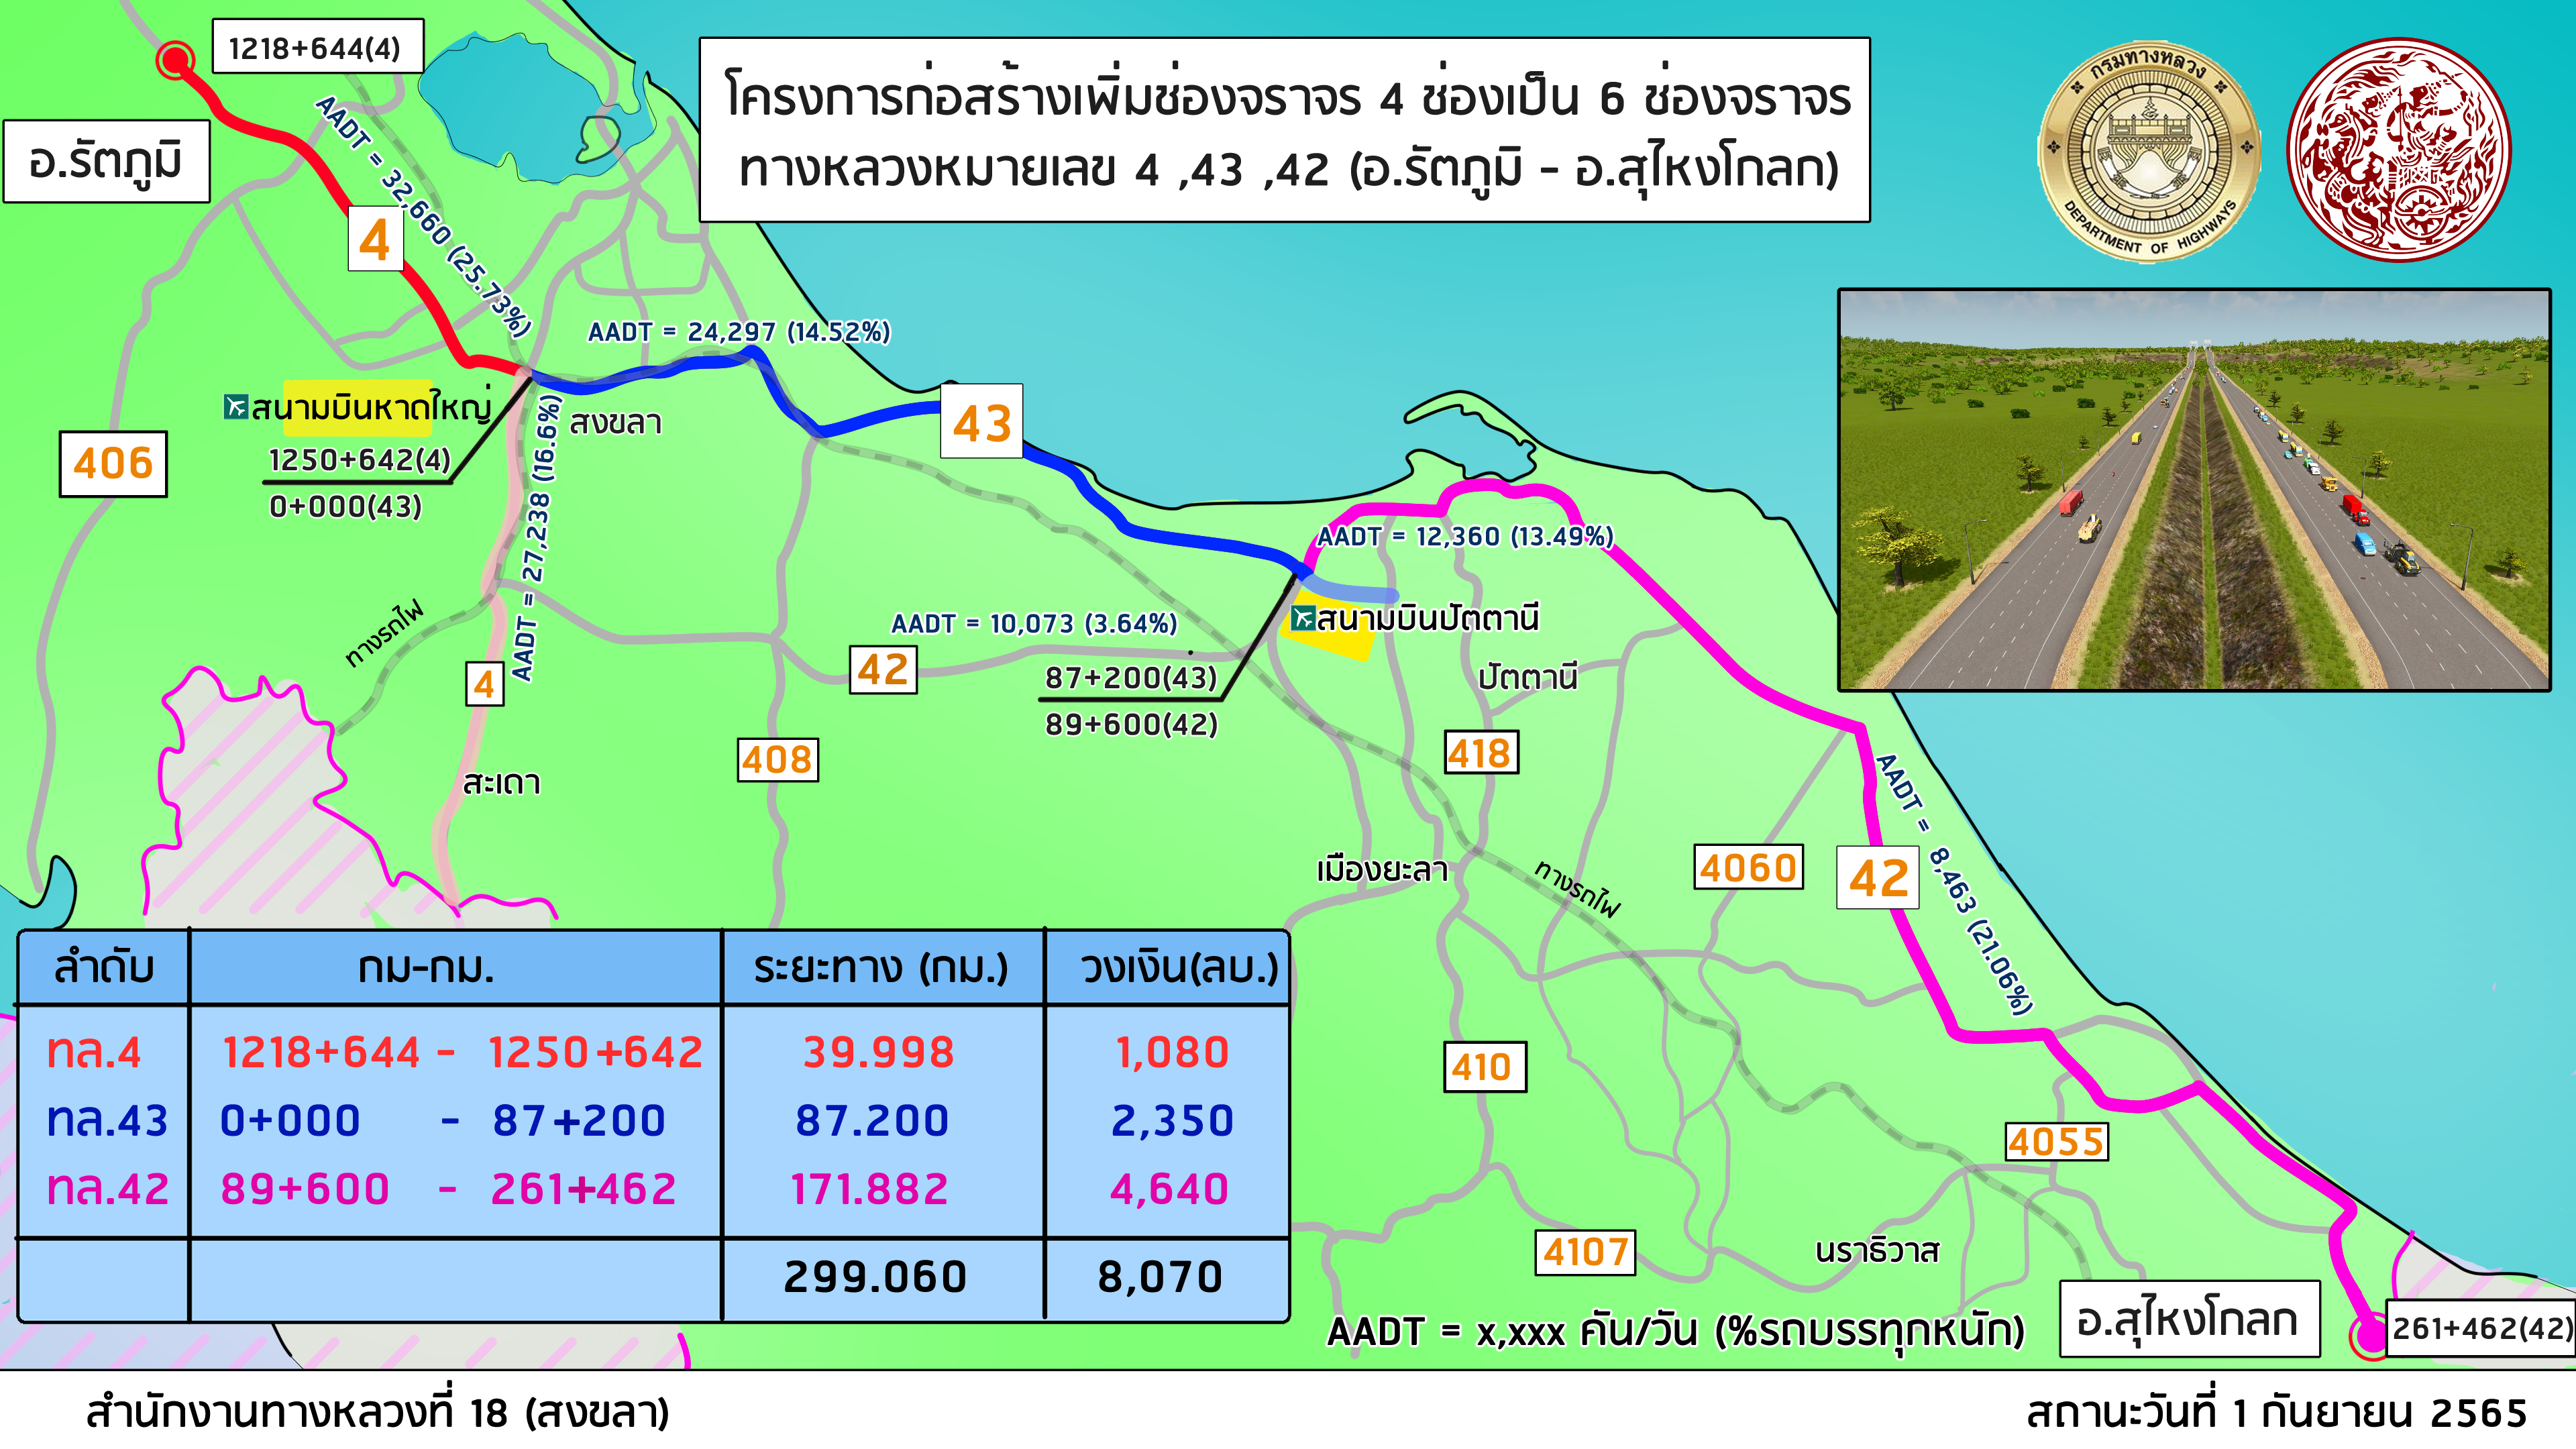 1218+644(4)
โครงการก่อสร้างเพิ่มช่องจราจร 4 ช่องเป็น 6 ช่องจราจร
ทางหลวงหมายเลข 4 ,43 ,42 (อ.รัตภูมิ - อ.สุไหงโกลก)
กรมทางหลวง
DEPARTMENT OF HIGHWAYS
อ.รัตภูมิ
AADT = 32,660 (25.73%)
4
AADT = 24,297 (14.52%)
สนามบินหาดใหญ่
สงขลา
43
406
1250+642(4)
0+000(43)
AADT = 27,238 (16.6%)
AADT = 12,360 (13.49%)
ทางรถไฟ
AADT = 10,073 (3.64%)
สนามบินปัตตานี
4
42
87+200(43)
89+600(42)
ปัตตานี
418
408
สะเดา
AADT = 8,463 (21.06%)
เมืองยะลา
ทางรถไฟ
4060
42
ลำดับ กม-กม. ระยะทาง (กม.) วงเงิน(ลบ.)
ทล.4 1218+644 - 1250+642 39.998 1,080
ทล.43 0+000 - 87+200 87.200 2,350
ทล.42 89+600 - 261+462 171.882 4,640
299.060 8,070
410
4055
4107
นราธิวาส
อ.สุไหงโกลก
261+462(42)
AADT = x,xxx คัน/วัน (%รถบรรทุกหนัก)
สำนักงานทางหลวงที่ 18 (สงขลา)
สถานะวันที่ 1 กันยายน 2565